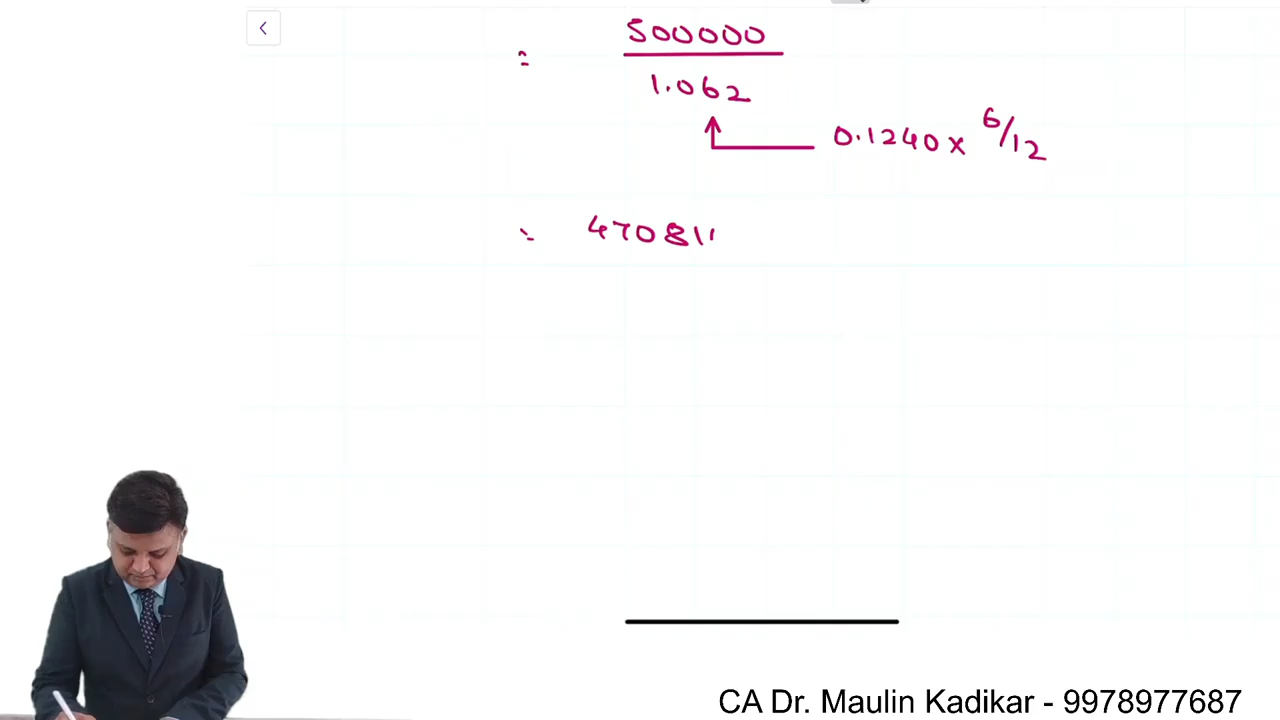 = 500000
1.062
0.1240 x 6/12
= 470811
CA Dr. Maulin Kadikar - 9978977687